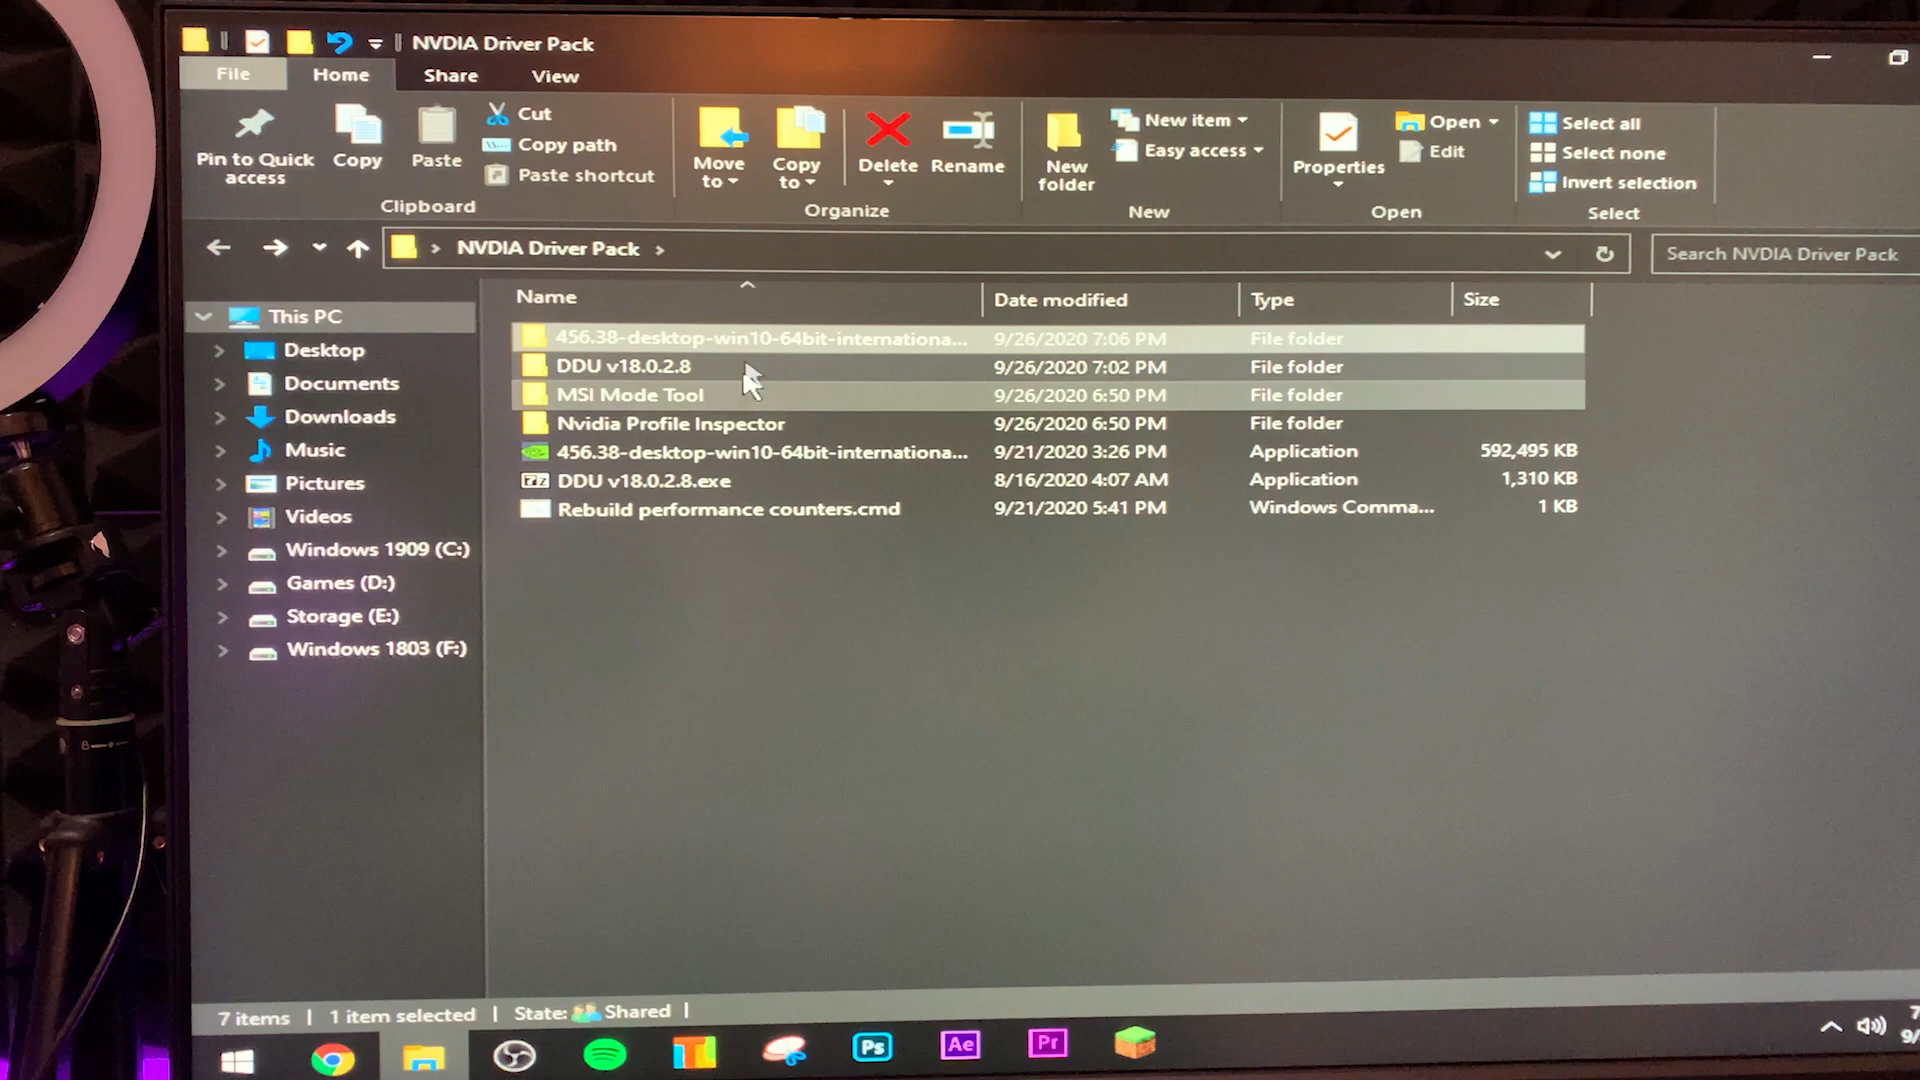 NVDIA Driver Pack
File Home Share View
Pin to Quick access
Copy
Paste
Cut
Copy path
Paste shortcut
Clipboard
Move to
Copy to
Delete
Rename
Organize
New folder
New item
Easy access
New
Properties
Open
Edit
Open
Select all
Select none
Invert selection
Select
NVDIA Driver Pack
Search NVDIA Driver Pack
Name Date modified Type Size
This PC
Desktop
Documents
Downloads
Music
Pictures
Videos
Windows 1909 (C:)
Games (D:)
Storage (E:)
Windows 1803 (F:)
456.38-desktop-win10-64bit-internationa... 9/26/2020 7:06 PM File folder
DDU v18.0.2.8 9/26/2020 7:02 PM File folder
MSI Mode Tool 9/26/2020 6:50 PM File folder
Nvidia Profile Inspector 9/26/2020 6:50 PM File folder
456.38-desktop-win10-64bit-internationa... 9/21/2020 3:26 PM Application 592,495 KB
7z DDU v18.0.2.8.exe 8/16/2020 4:07 AM Application 1,310 KB
Rebuild performance counters.cmd 9/21/2020 5:41 PM Windows Comma... 1 KB
7 items 1 item selected State: Shared
Ps Ae Pr